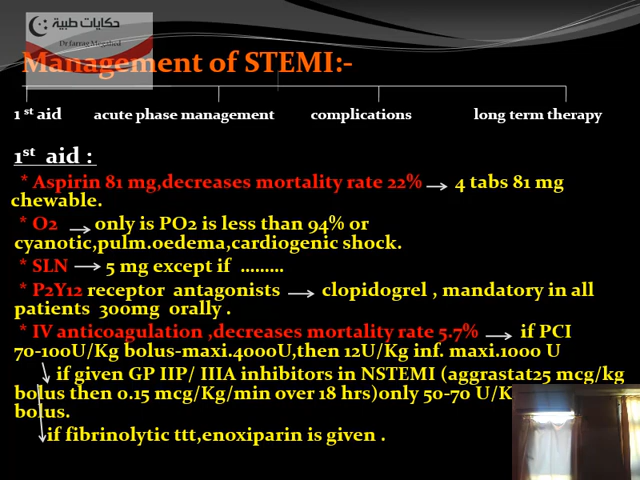 حكايات طبية
Dr farrag Megahed
Management of STEMI:-
1 st aid acute phase management complications long term therapy
1st aid :
* Aspirin 81 mg,decreases mortality rate 22% → 4 tabs 81 mg
chewable.
* O2 → only is PO2 is less than 94% or
cyanotic,pulm.oedema,cardiogenic shock.
* SLN → 5 mg except if ………
* P2Y12 receptor antagonists → clopidogrel , mandatory in all
patients 300mg orally .
* IV anticoagulation ,decreases mortality rate 5.7% → if PCI
70-100U/Kg bolus-maxi.4000U,then 12U/Kg inf. maxi.1000 U
if given GP IIP/ IIIA inhibitors in NSTEMI (aggrastat25 mcg/kg
bolus then 0.15 mcg/Kg/min over 18 hrs)only 50-70 U/K
bolus.
if fibrinolytic ttt,enoxiparin is given .